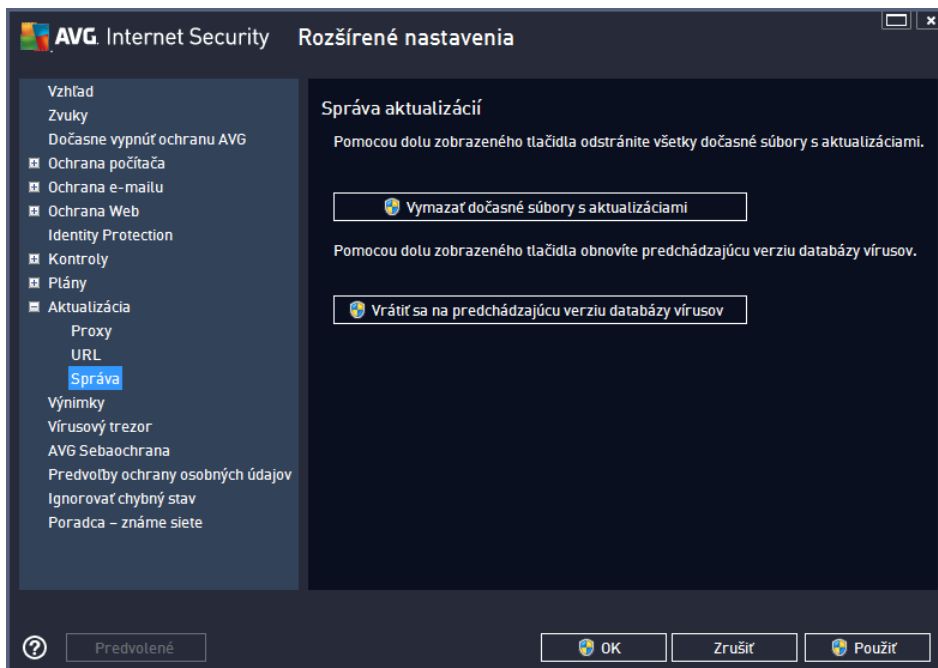 AVG. Internet Security Rozšírené nastavenia
Vzhľad
Zvuky
Dočasne vypnúť ochranu AVG
Ochrana počítača
Ochrana e-mailu
Ochrana Web
Identity Protection
Kontroly
Plány
Aktualizácia
Proxy
URL
Správa
Výnimky
Vírusový trezor
AVG Sebaochrana
Predvoľby ochrany osobných údajov
Ignorovať chybný stav
Poradca – známe siete
Správa aktualizácií
Pomocou dolu zobrazeného tlačidla odstránite všetky dočasné súbory s aktualizáciami.
Vymazať dočasné súbory s aktualizáciami
Pomocou dolu zobrazeného tlačidla obnovíte predchádzajúcu verziu databázy vírusov.
Vrátiť sa na predchádzajúcu verziu databázy vírusov
? Predvolené OK Zrušiť Použiť